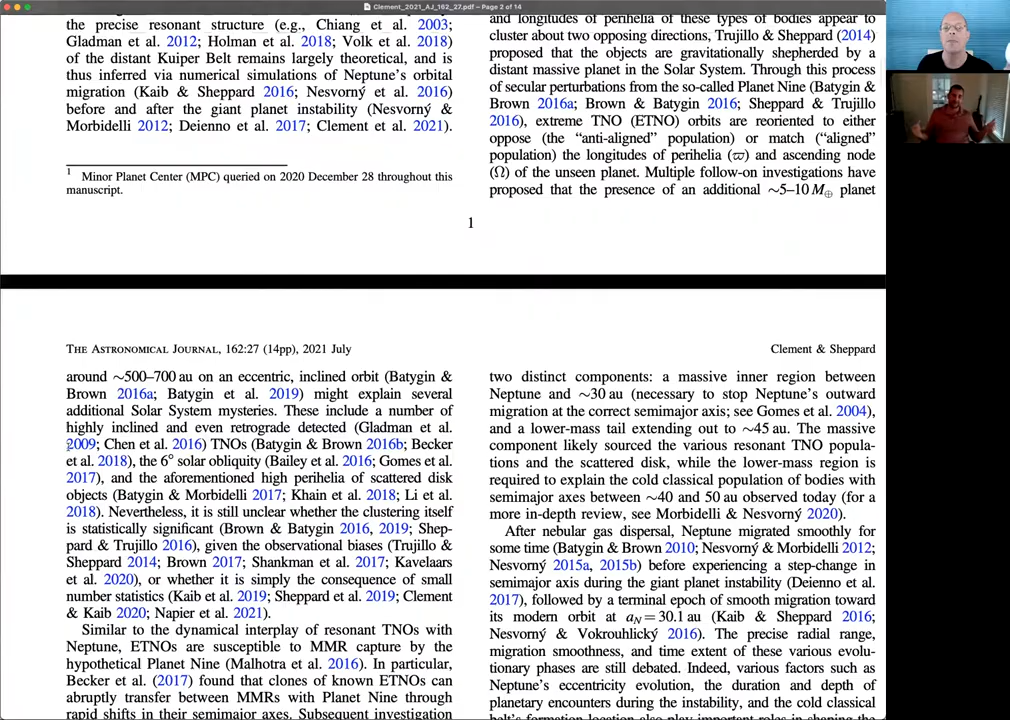 Clement_2021_AJ_162_27.pdf – Page 2 of 14
the precise resonant structure (e.g., Chiang et al. 2003;
Gladman et al. 2012; Holman et al. 2018; Volk et al. 2018)
of the distant Kuiper Belt remains largely theoretical, and is
thus inferred via numerical simulations of Neptune's orbital
migration (Kaib & Sheppard 2016; Nesvorný et al. 2016)
before and after the giant planet instability (Nesvorný &
Morbidelli 2012; Deienno et al. 2017; Clement et al. 2021).
1 Minor Planet Center (MPC) queried on 2020 December 28 throughout this
manuscript.
and longitudes of perihelia of these types of bodies appear to
cluster about two opposing directions, Trujillo & Sheppard (2014)
proposed that the objects are gravitationally shepherded by a
distant massive planet in the Solar System. Through this process
of secular perturbations from the so-called Planet Nine (Batygin &
Brown 2016a; Brown & Batygin 2016; Sheppard & Trujillo
2016), extreme TNO (ETNO) orbits are reoriented to either
oppose (the “anti-aligned” population) or match (“aligned”
population) the longitudes of perihelia (ϖ) and ascending node
(Ω) of the unseen planet. Multiple follow-on investigations have
proposed that the presence of an additional ∼5–10 M⊕ planet
1
THE ASTRONOMICAL JOURNAL, 162:27 (14pp), 2021 July
Clement & Sheppard
around ∼500–700 au on an eccentric, inclined orbit (Batygin &
Brown 2016a; Batygin et al. 2019) might explain several
additional Solar System mysteries. These include a number of
highly inclined and even retrograde detected (Gladman et al.
2009; Chen et al. 2016) TNOs (Batygin & Brown 2016b; Becker
et al. 2018), the 6° solar obliquity (Bailey et al. 2016; Gomes et al.
2017), and the aforementioned high perihelia of scattered disk
objects (Batygin & Morbidelli 2017; Khain et al. 2018; Li et al.
2018). Nevertheless, it is still unclear whether the clustering itself
is statistically significant (Brown & Batygin 2016, 2019; Shep-
pard & Trujillo 2016), given the observational biases (Trujillo &
Sheppard 2014; Brown 2017; Shankman et al. 2017; Kavelaars
et al. 2020), or whether it is simply the consequence of small
number statistics (Kaib et al. 2019; Sheppard et al. 2019; Clement
& Kaib 2020; Napier et al. 2021).
Similar to the dynamical interplay of resonant TNOs with
Neptune, ETNOs are susceptible to MMR capture by the
hypothetical Planet Nine (Malhotra et al. 2016). In particular,
Becker et al. (2017) found that clones of known ETNOs can
abruptly transfer between MMRs with Planet Nine through
rapid shifts in their semimajor axes. Subsequent investigation
two distinct components: a massive inner region between
Neptune and ∼30 au (necessary to stop Neptune's outward
migration at the correct semimajor axis; see Gomes et al. 2004),
and a lower-mass tail extending out to ∼45 au. The massive
component likely sourced the various resonant TNO popula-
tions and the scattered disk, while the lower-mass region is
required to explain the cold classical population of bodies with
semimajor axes between ∼40 and 50 au observed today (for a
more in-depth review, see Morbidelli & Nesvorný 2020).
After nebular gas dispersal, Neptune migrated smoothly for
some time (Batygin & Brown 2010; Nesvorný & Morbidelli 2012;
Nesvorný 2015a, 2015b) before experiencing a step-change in
semimajor axis during the giant planet instability (Deienno et al.
2017), followed by a terminal epoch of smooth migration toward
its modern orbit at aN = 30.1 au (Kaib & Sheppard 2016;
Nesvorný & Vokrouhlický 2016). The precise radial range,
migration smoothness, and time extent of these various evolu-
tionary phases are still debated. Indeed, various factors such as
Neptune's eccentricity evolution, the duration and depth of
planetary encounters during the instability, and the cold classical
belt's formation location also play important roles in shaping the